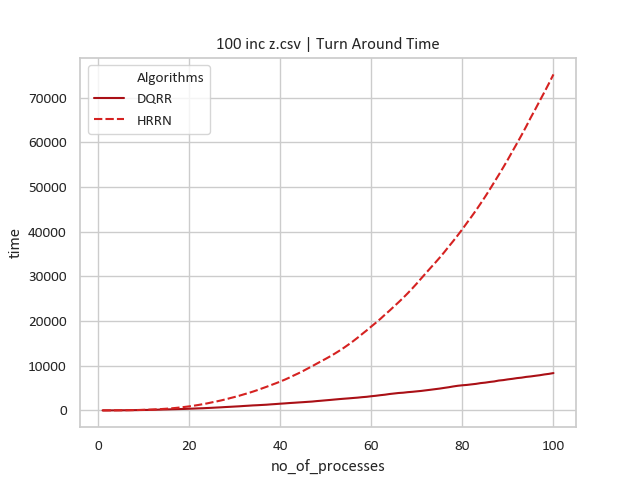 100 inc z.csv | Turn Around Time
Algorithms
DQRR
HRRN
time
70000
60000
50000
40000
30000
20000
10000
0
0 20 40 60 80 100
no_of_processes